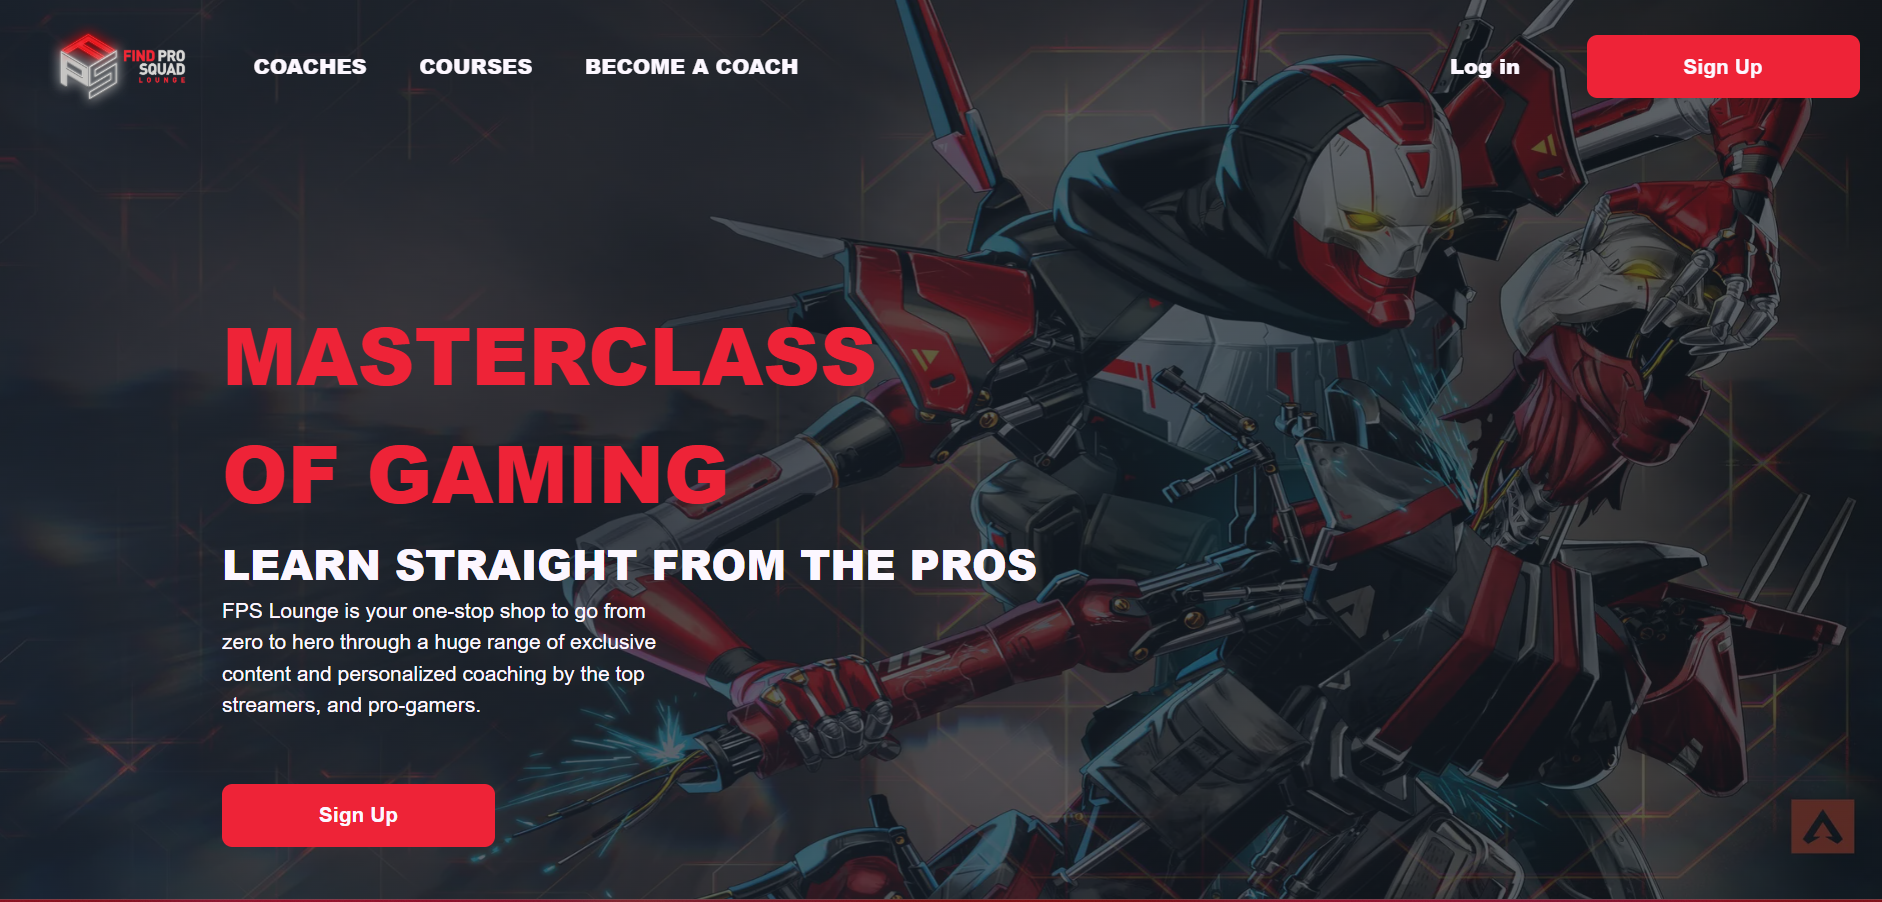 FIND PRO
SQUAD
LOUNGE
COACHES
COURSES
BECOME A COACH
Log in
Sign Up
MASTERCLASS
OF GAMING
LEARN STRAIGHT FROM THE PROS
FPS Lounge is your one-stop shop to go from
zero to hero through a huge range of exclusive
content and personalized coaching by the top
streamers, and pro-gamers.
Sign Up